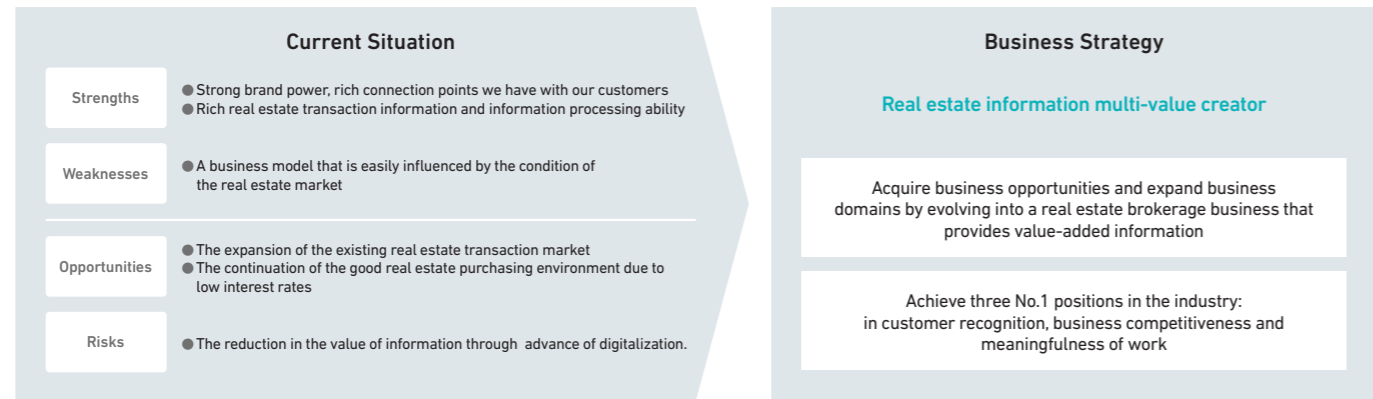 Current Situation
Strengths
● Strong brand power, rich connection points we have with our customers
● Rich real estate transaction information and information processing ability
Weaknesses
● A business model that is easily influenced by the condition of
the real estate market
Opportunities
● The expansion of the existing real estate transaction market
● The continuation of the good real estate purchasing environment due to
low interest rates
Risks
● The reduction in the value of information through advance of digitalization.
Business Strategy
Real estate information multi-value creator
Acquire business opportunities and expand business
domains by evolving into a real estate brokerage business that
provides value-added information
Achieve three No.1 positions in the industry:
in customer recognition, business competitiveness and
meaningfulness of work